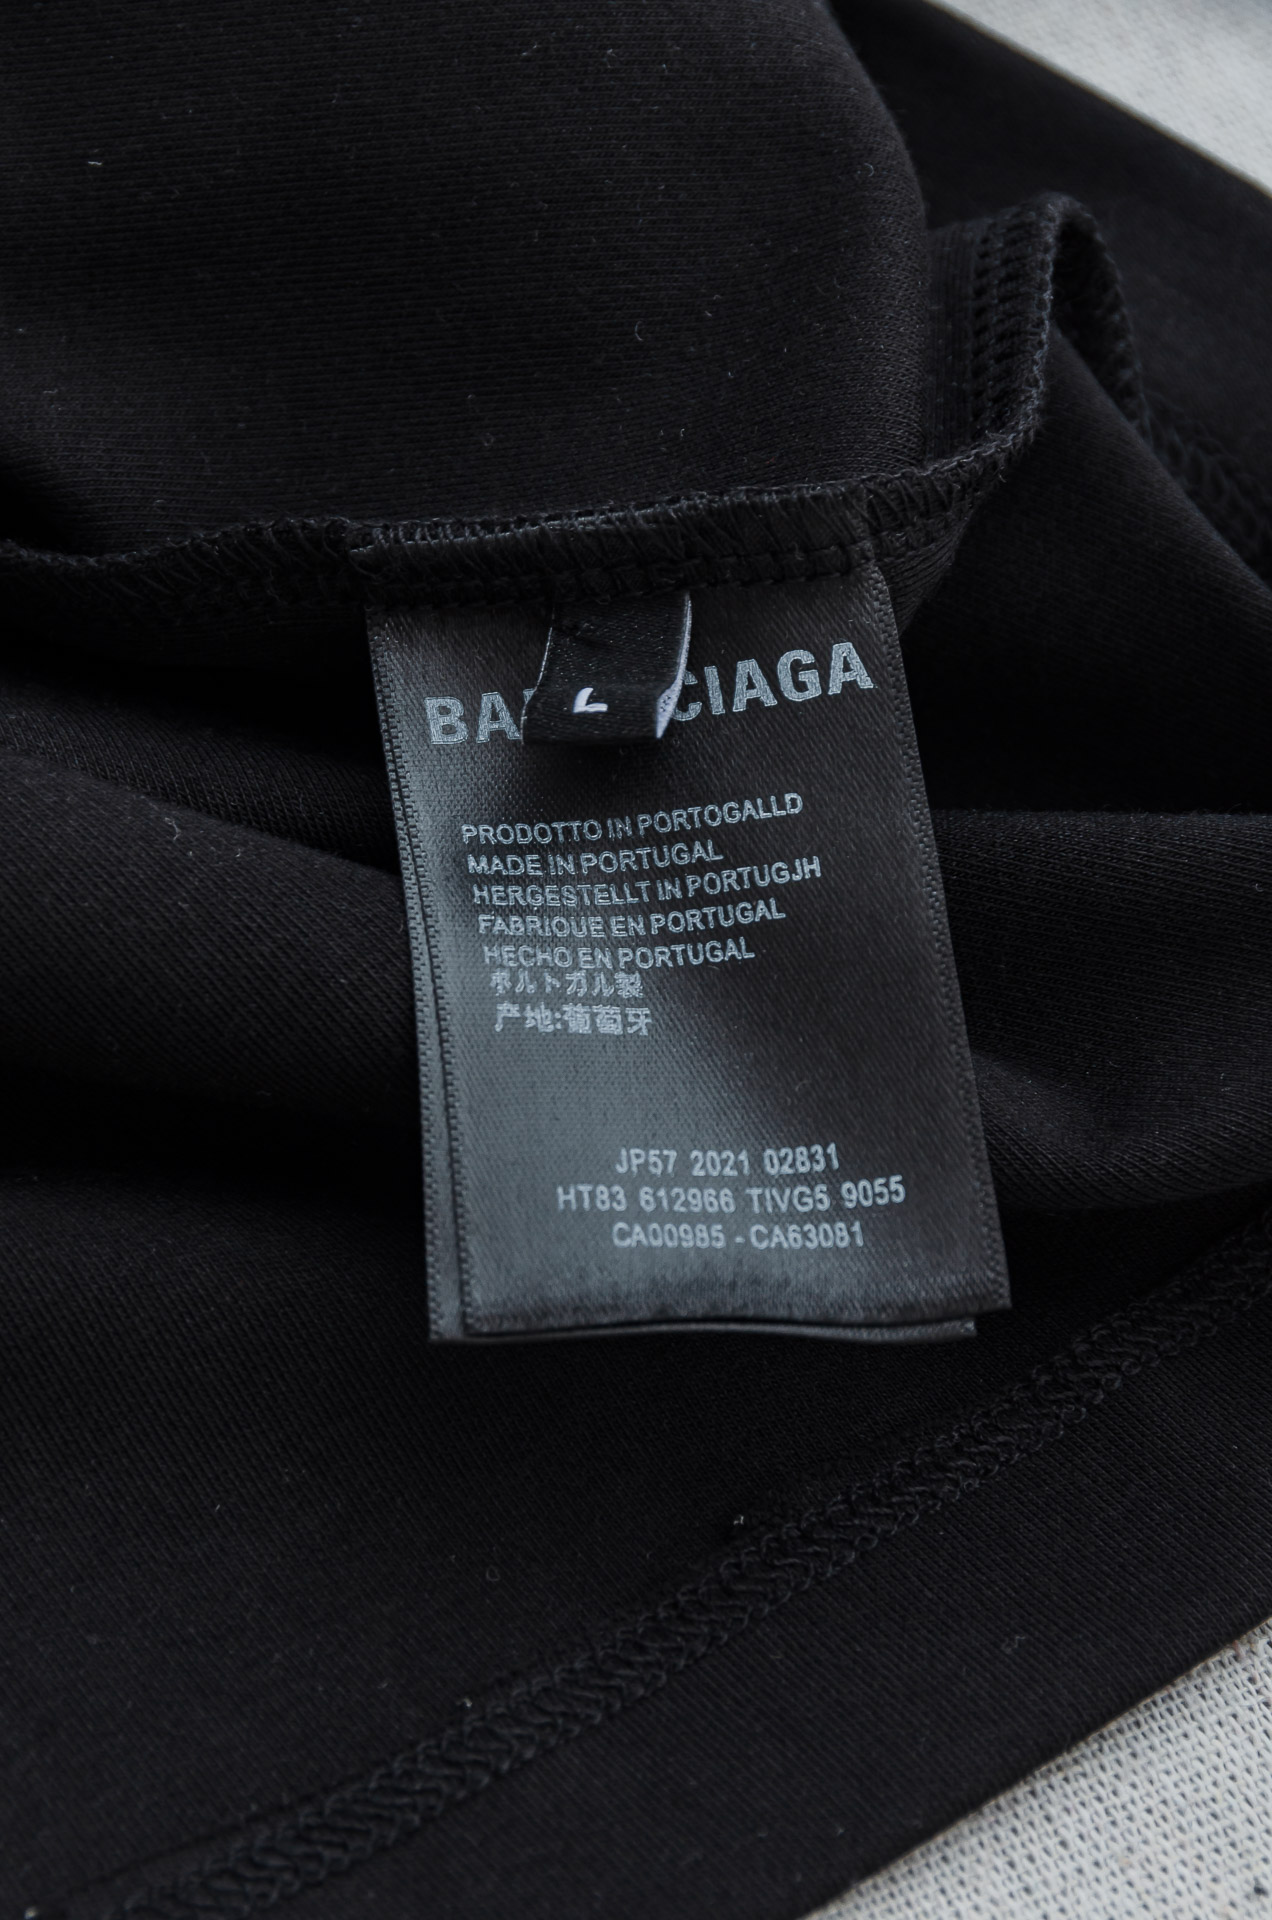 BA CIAGA
L
PRODOTTO IN PORTOGALLD
MADE IN PORTUGAL
HERGESTELLT IN PORTUGJH
FABRIOUE EN PORTUGAL
HECHO EN PORTUGAL
ポルトガル製
产地:葡萄牙
JP57 2021 02831
HT83 612966 TIVG5 9055
CA00985 - CA63081